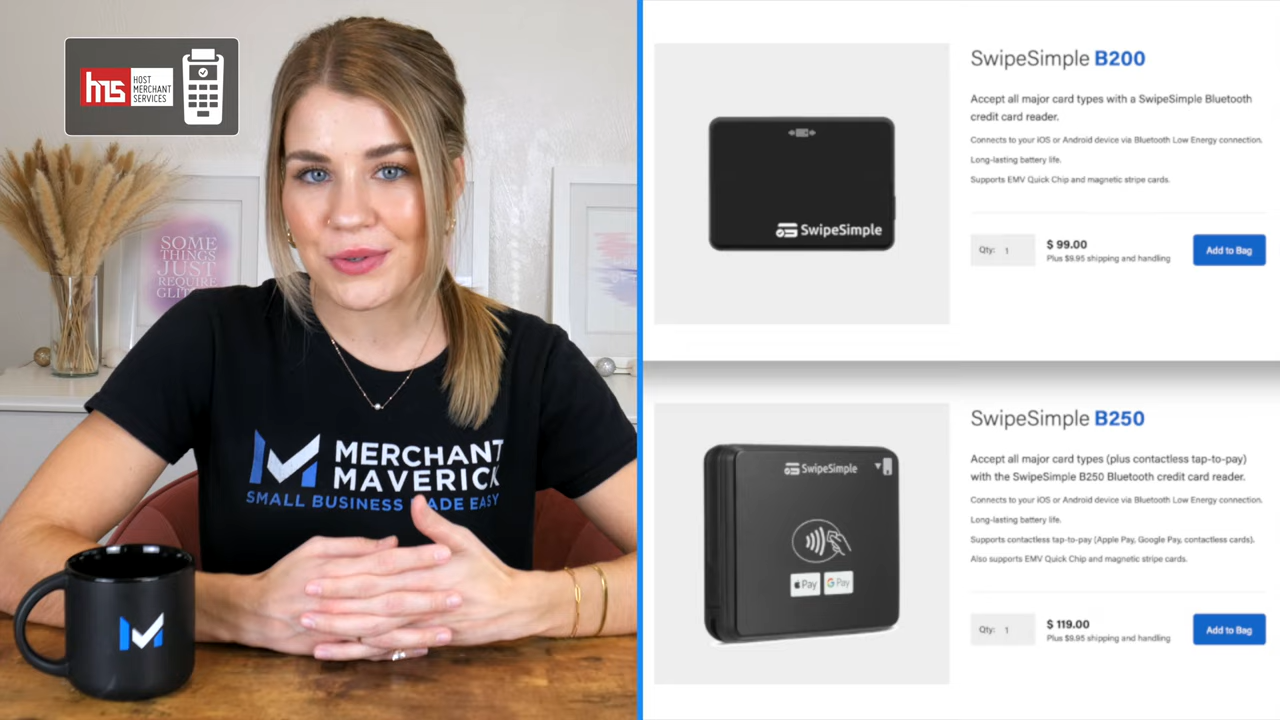 hms
HOST
MERCHANT
SERVICES
SOME
THINGS
JUST
REQUIRE
GLIT
MERCHANT
MAVERICK
SMALL BUSINESS MADE EASY
SwipeSimple B200
Accept all major card types with a SwipeSimple Bluetooth
credit card reader.
Connects to your iOS or Android device via Bluetooth Low Energy connection.
Long-lasting battery life.
Supports EMV Quick Chip and magnetic stripe cards.
Qty: 1
$ 99.00
Plus $9.95 shipping and handling
Add to Bag
SwipeSimple
SwipeSimple B250
Accept all major card types (plus contactless tap-to-pay)
with the SwipeSimple B250 Bluetooth credit card reader.
Connects to your iOS or Android device via Bluetooth Low Energy connection.
Long-lasting battery life.
Supports contactless tap-to-pay (Apple Pay, Google Pay, contactless cards).
Also supports EMV Quick Chip and magnetic stripe cards.
Qty: 1
$ 119.00
Plus $9.95 shipping and handling
Add to Bag
SwipeSimple
Pay
G Pay